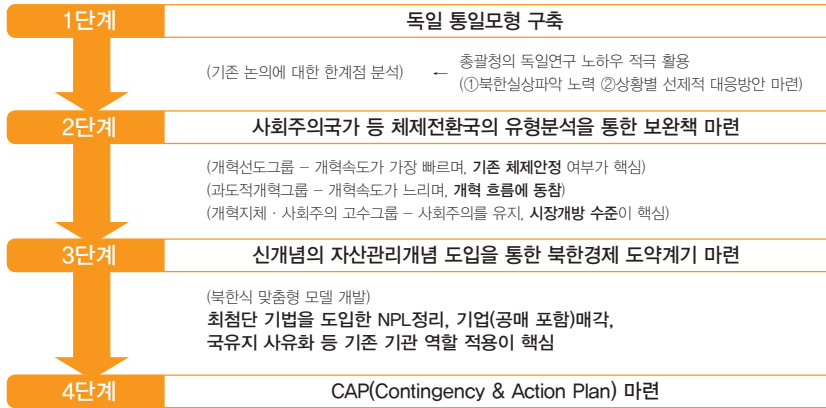 1단계 독일 통일모형 구축
(기존 논의에 대한 한계점 분석) ← 총괄청의 독일연구 노하우 적극 활용
(①북한실상파악 노력 ②상황별 선제적 대응방안 마련)
2단계 사회주의국가 등 체제전환국의 유형분석을 통한 보완책 마련
(개혁선도그룹 – 개혁속도가 가장 빠르며, 기존 체제안정 여부가 핵심)
(과도적개혁그룹 – 개혁속도가 느리며, 개혁 흐름에 동참)
(개혁지체 · 사회주의 고수그룹 – 사회주의를 유지, 시장개방 수준이 핵심)
3단계 신개념의 자산관리개념 도입을 통한 북한경제 도약계기 마련
(북한식 맞춤형 모델 개발)
최첨단 기법을 도입한 NPL정리, 기업(공매 포함)매각,
국유지 사유화 등 기존 기관 역할 적용이 핵심
4단계 CAP(Contingency & Action Plan) 마련